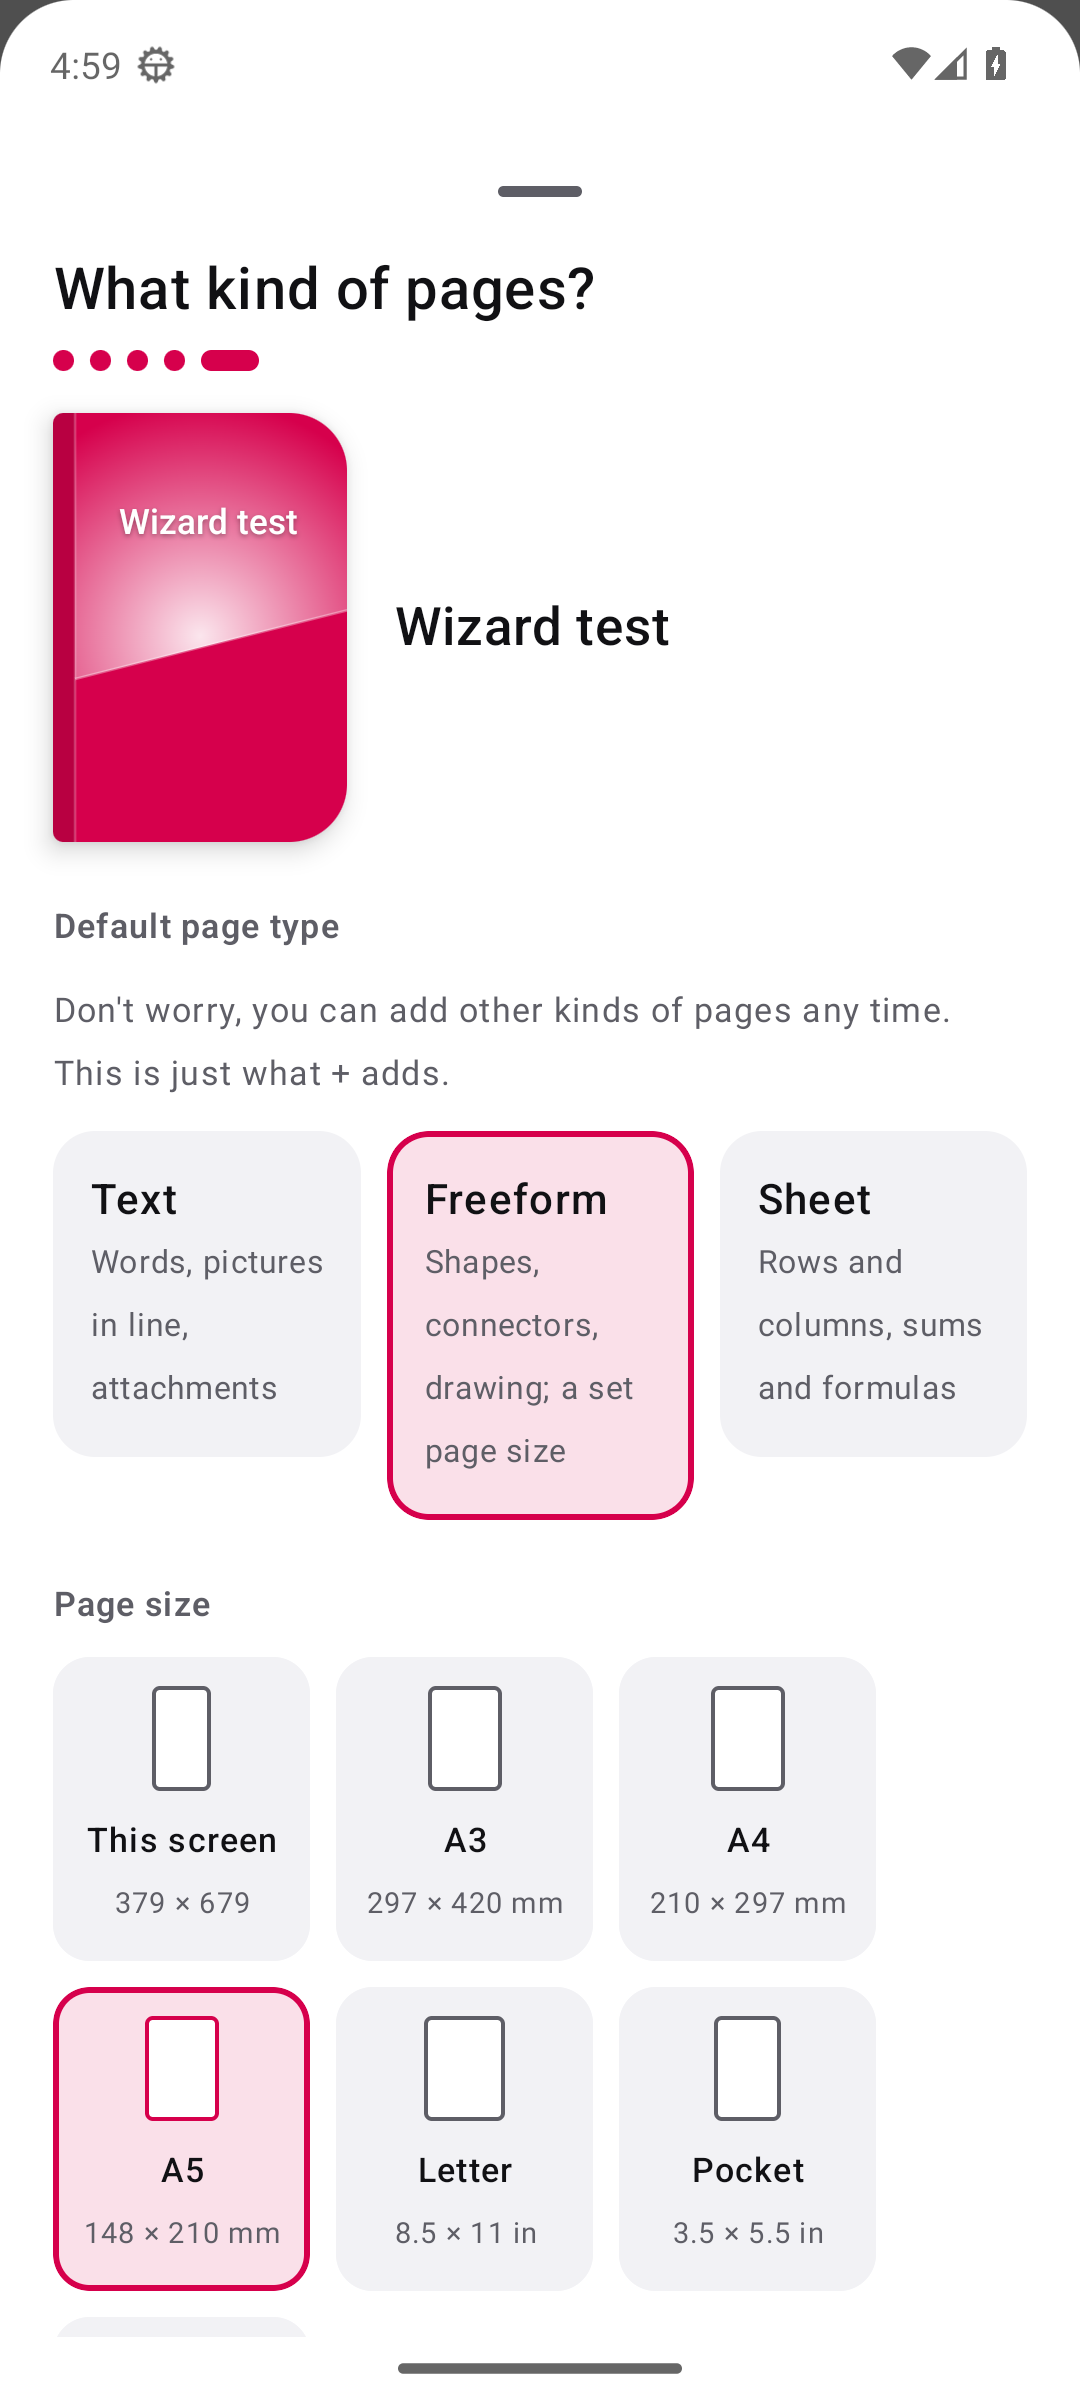 4:59
What kind of pages?
Wizard test
Wizard test
Default page type
Don't worry, you can add other kinds of pages any time.
This is just what + adds.
Text
Words, pictures
in line,
attachments
Freeform
Shapes,
connectors,
drawing; a set
page size
Sheet
Rows and
columns, sums
and formulas
Page size
This screen
379 × 679
A3
297 × 420 mm
A4
210 × 297 mm
A5
148 × 210 mm
Letter
8.5 × 11 in
Pocket
3.5 × 5.5 in